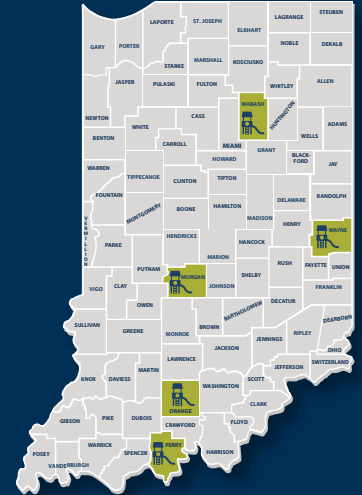 LAPORTE
ST. JOSEPH
LAGRANGE
STEUBEN
ELKHART
GARY
PORTER
NOBLE
DEKALB
STARKE
MARSHALL
KOSCIUSKO
JASPER
PULASKI
FULTON
WHITLEY
ALLEN
WABASH
HUNTINGTON
NEWTON
CASS
WHITE
ADAMS
BENTON
CARROLL
MIAMI
WELLS
GRANT
HOWARD
BLACK-
FORD
JAY
WARREN
TIPPECANOE
TIPTON
CLINTON
FOUNTAIN
RANDOLPH
DELAWARE
MONTGOMERY
BOONE
HAMILTON
MADISON
VERMILLION
HENRY
WAYNE
HENDRICKS
HANCOCK
PARKE
MARION
PUTNAM
RUSH
FAYETTE
UNION
MORGAN
SHELBY
VIGO
CLAY
JOHNSON
FRANKLIN
OWEN
BARTHOLOMEW
DECATUR
SULLIVAN
GREENE
MONROE
BROWN
JENNINGS
RIPLEY
DEARBORN
JACKSON
OHIO
LAWRENCE
SWITZERLAND
JEFFERSON
MARTIN
KNOX
DAVIESS
WASHINGTON
SCOTT
ORANGE
CLARK
GIBSON
PIKE
DUBOIS
CRAWFORD
FLOYD
PERRY
WARRICK
POSEY
SPENCER
HARRISON
VANDERBURGH